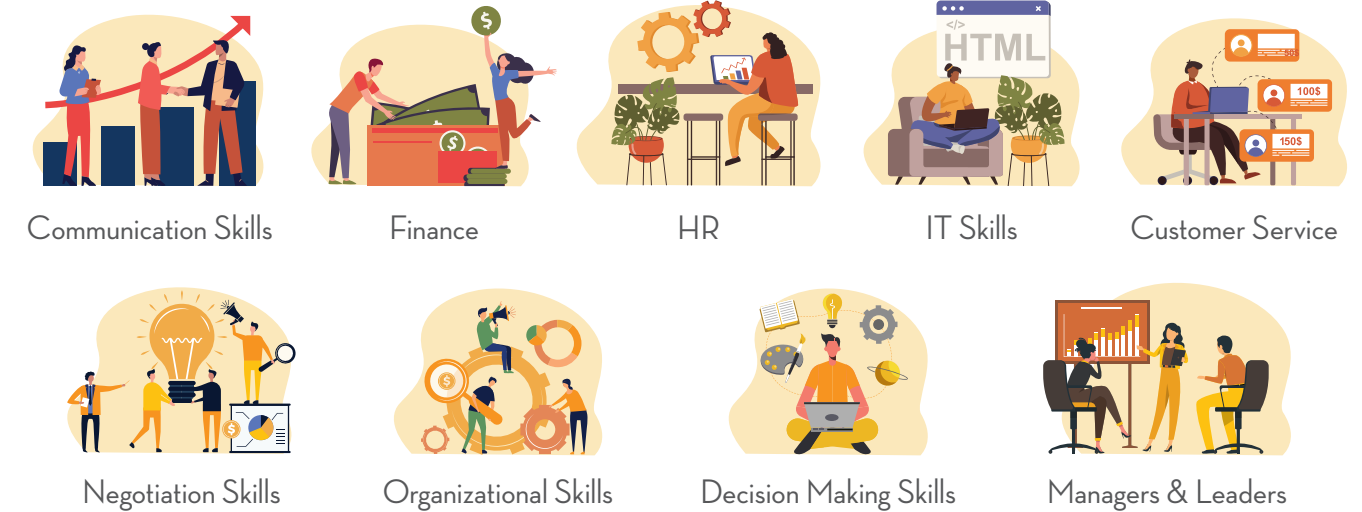 </>
HTML
100$
150$
Communication Skills
Finance
HR
IT Skills
Customer Service
$
Negotiation Skills
Organizational Skills
Decision Making Skills
Managers & Leaders